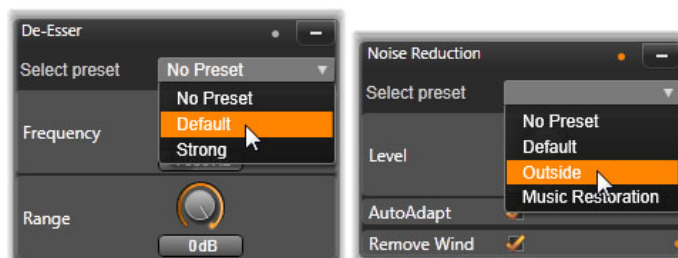 De-Esser
Select preset No Preset
No Preset
Default
Frequency
Strong
Range
0dB
Noise Reduction
Select preset
No Preset
Default
Level
Outside
Music Restoration
AutoAdapt
Remove Wind